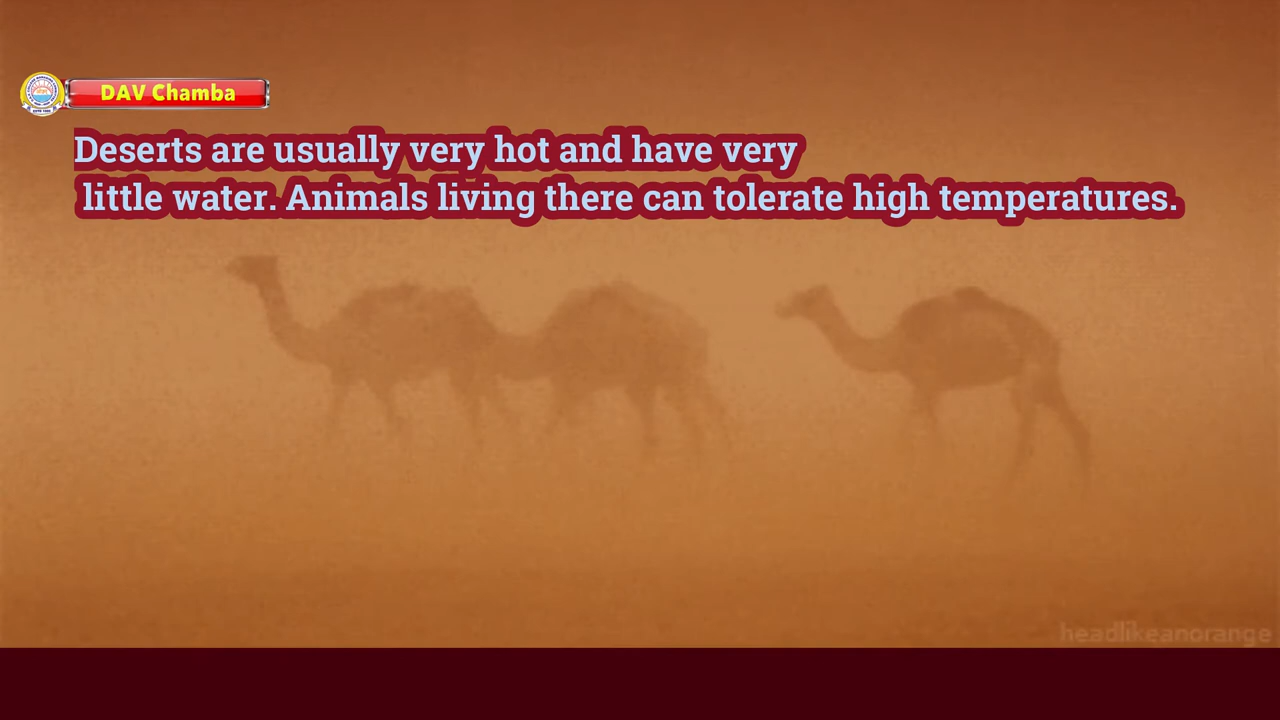 DAV Chamba
Deserts are usually very hot and have very
little water. Animals living there can tolerate high temperatures.
headlikeanorange